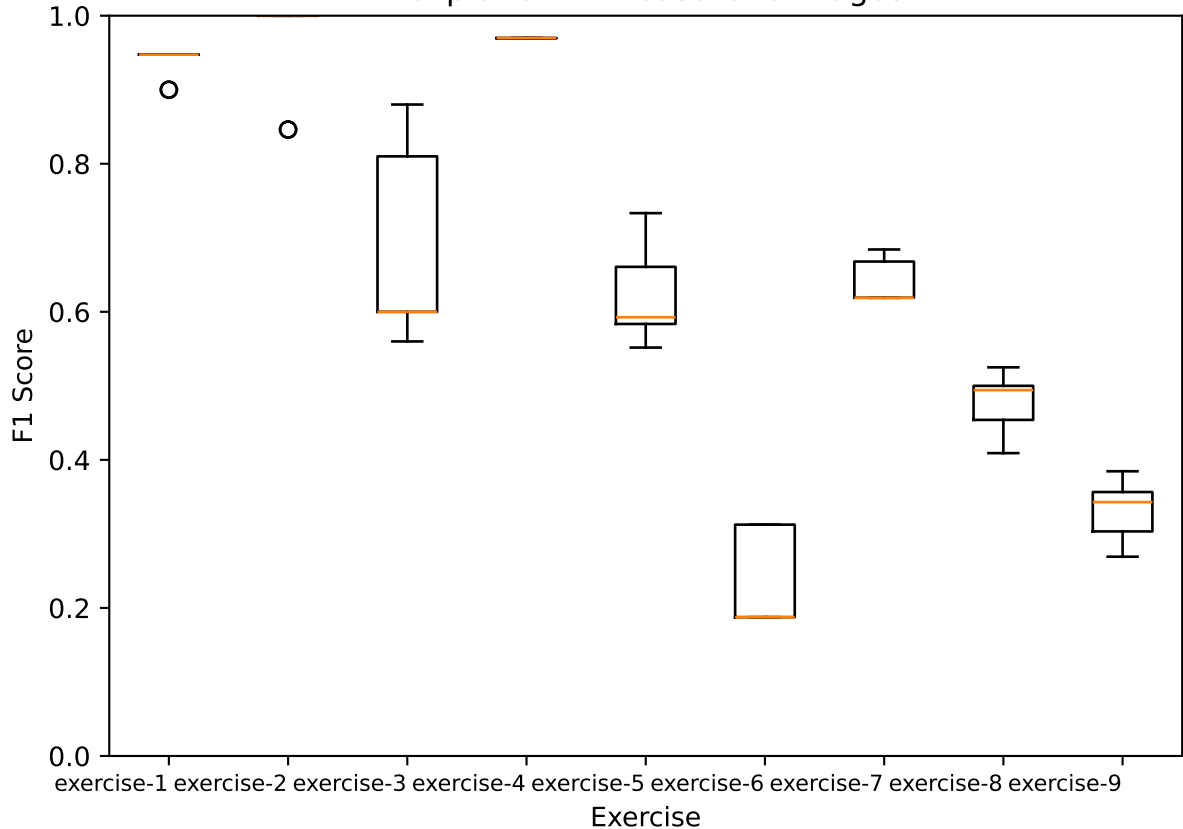 1.0
0.8
0.6
0.4
0.2
0.0
F1 Score
exercise-1 exercise-2 exercise-3 exercise-4 exercise-5 exercise-6 exercise-7 exercise-8 exercise-9
Exercise